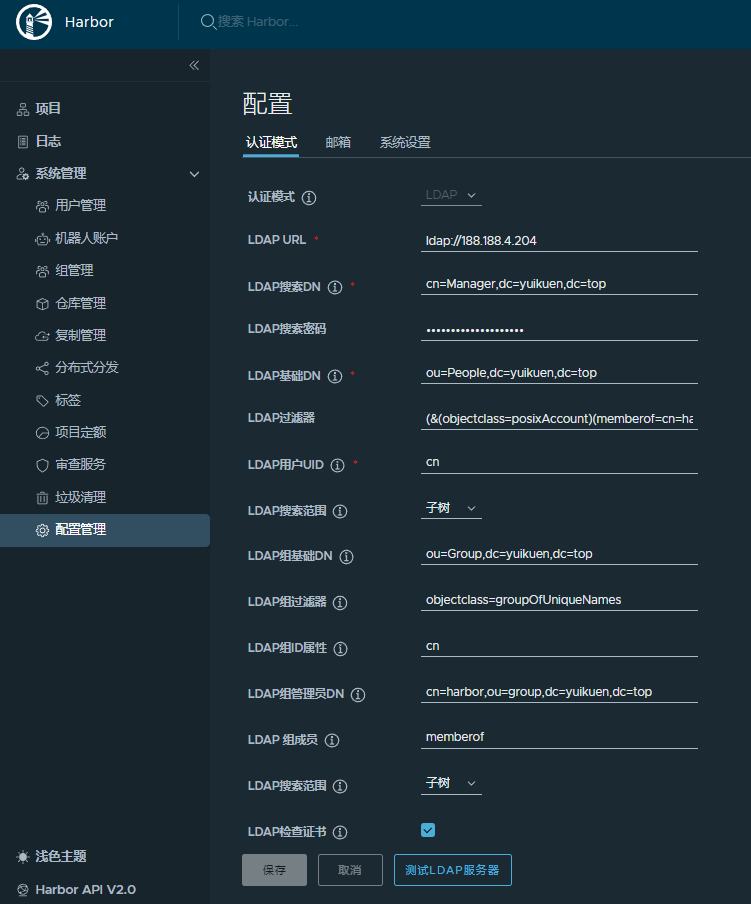 Harbor
搜索 Harbor...
项目
日志
系统管理
用户管理
机器人账户
组管理
仓库管理
复制管理
分布式分发
标签
项目定额
审查服务
垃圾清理
配置管理
浅色主题
Harbor API V2.0
配置
认证模式 邮箱 系统设置
认证模式 LDAP
LDAP URL * ldap://188.188.4.204
LDAP搜索DN * cn=Manager,dc=yuikuen,dc=top
LDAP搜索密码 ••••••••••••••••••••
LDAP基础DN * ou=People,dc=yuikuen,dc=top
LDAP过滤器 (&(objectclass=posixAccount)(memberof=cn=ha
LDAP用户UID * cn
LDAP搜索范围 子树
LDAP组基础DN ou=Group,dc=yuikuen,dc=top
LDAP组过滤器 objectclass=groupOfUniqueNames
LDAP组ID属性 cn
LDAP组管理员DN cn=harbor,ou=group,dc=yuikuen,dc=top
LDAP 组成员 memberof
LDAP搜索范围 子树
LDAP检查证书
保存 取消 测试LDAP服务器